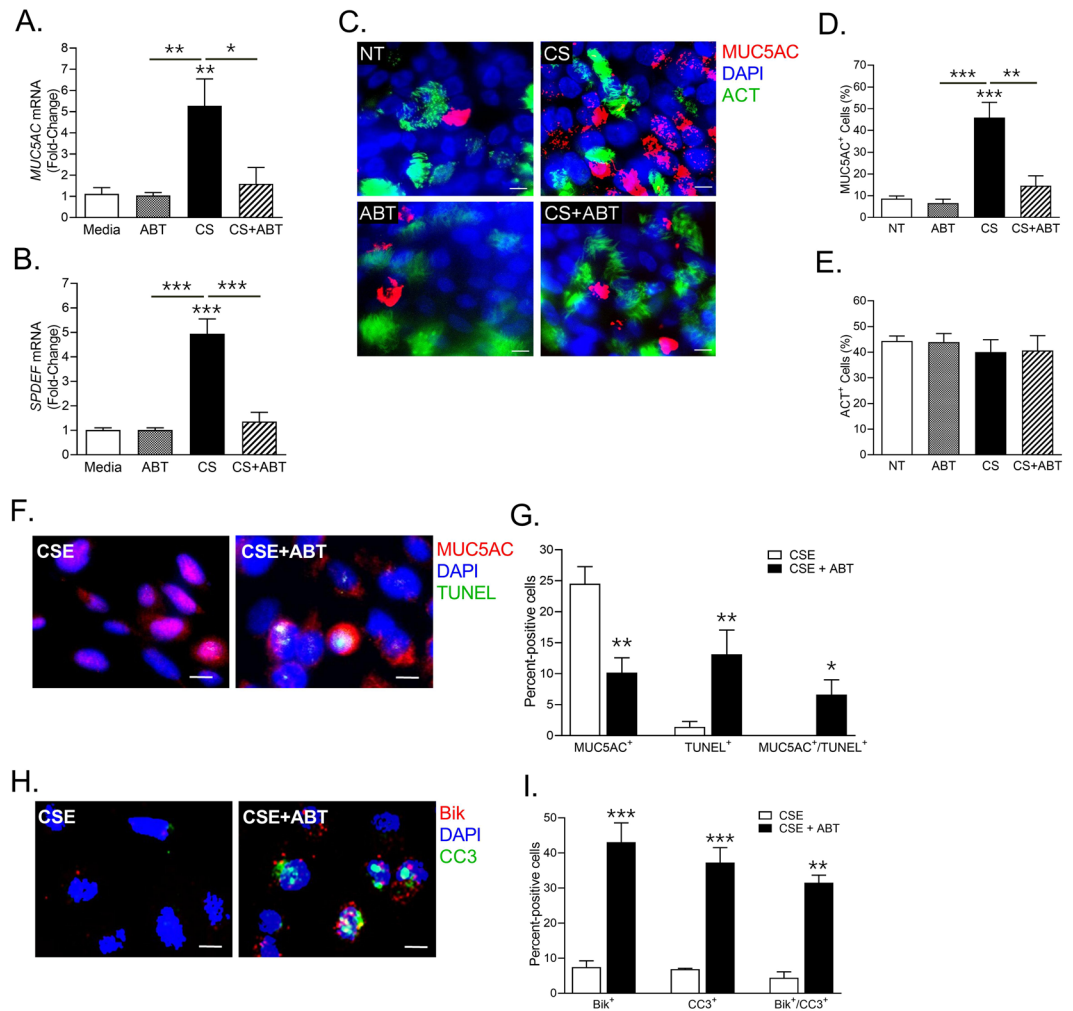 A.
MUC5AC mRNA
(Fold-Change)
8
7
6
5
4
3
2
1
0
** *
**
Media ABT CS CS+ABT
B.
SPDEF mRNA
(Fold-Change)
7
6
5
4
3
2
1
0
*** ***
***
Media ABT CS CS+ABT
C.
NT
CS
ABT
CS+ABT
MUC5AC
DAPI
ACT
D.
MUC5AC+ Cells (%)
70
60
50
40
30
20
10
0
*** **
***
NT ABT CS CS+ABT
E.
ACT+ Cells (%)
60
50
40
30
20
10
0
NT ABT CS CS+ABT
F.
CSE
CSE+ABT
MUC5AC
DAPI
TUNEL
G.
Percent-positive cells
30
25
20
15
10
5
0
CSE
CSE + ABT
** ** *
MUC5AC+ TUNEL+ MUC5AC+/TUNEL+
H.
CSE
CSE+ABT
Bik
DAPI
CC3
I.
Percent-positive cells
50
40
30
20
10
0
CSE
CSE + ABT
*** *** **
Bik+ CC3+ Bik+/CC3+